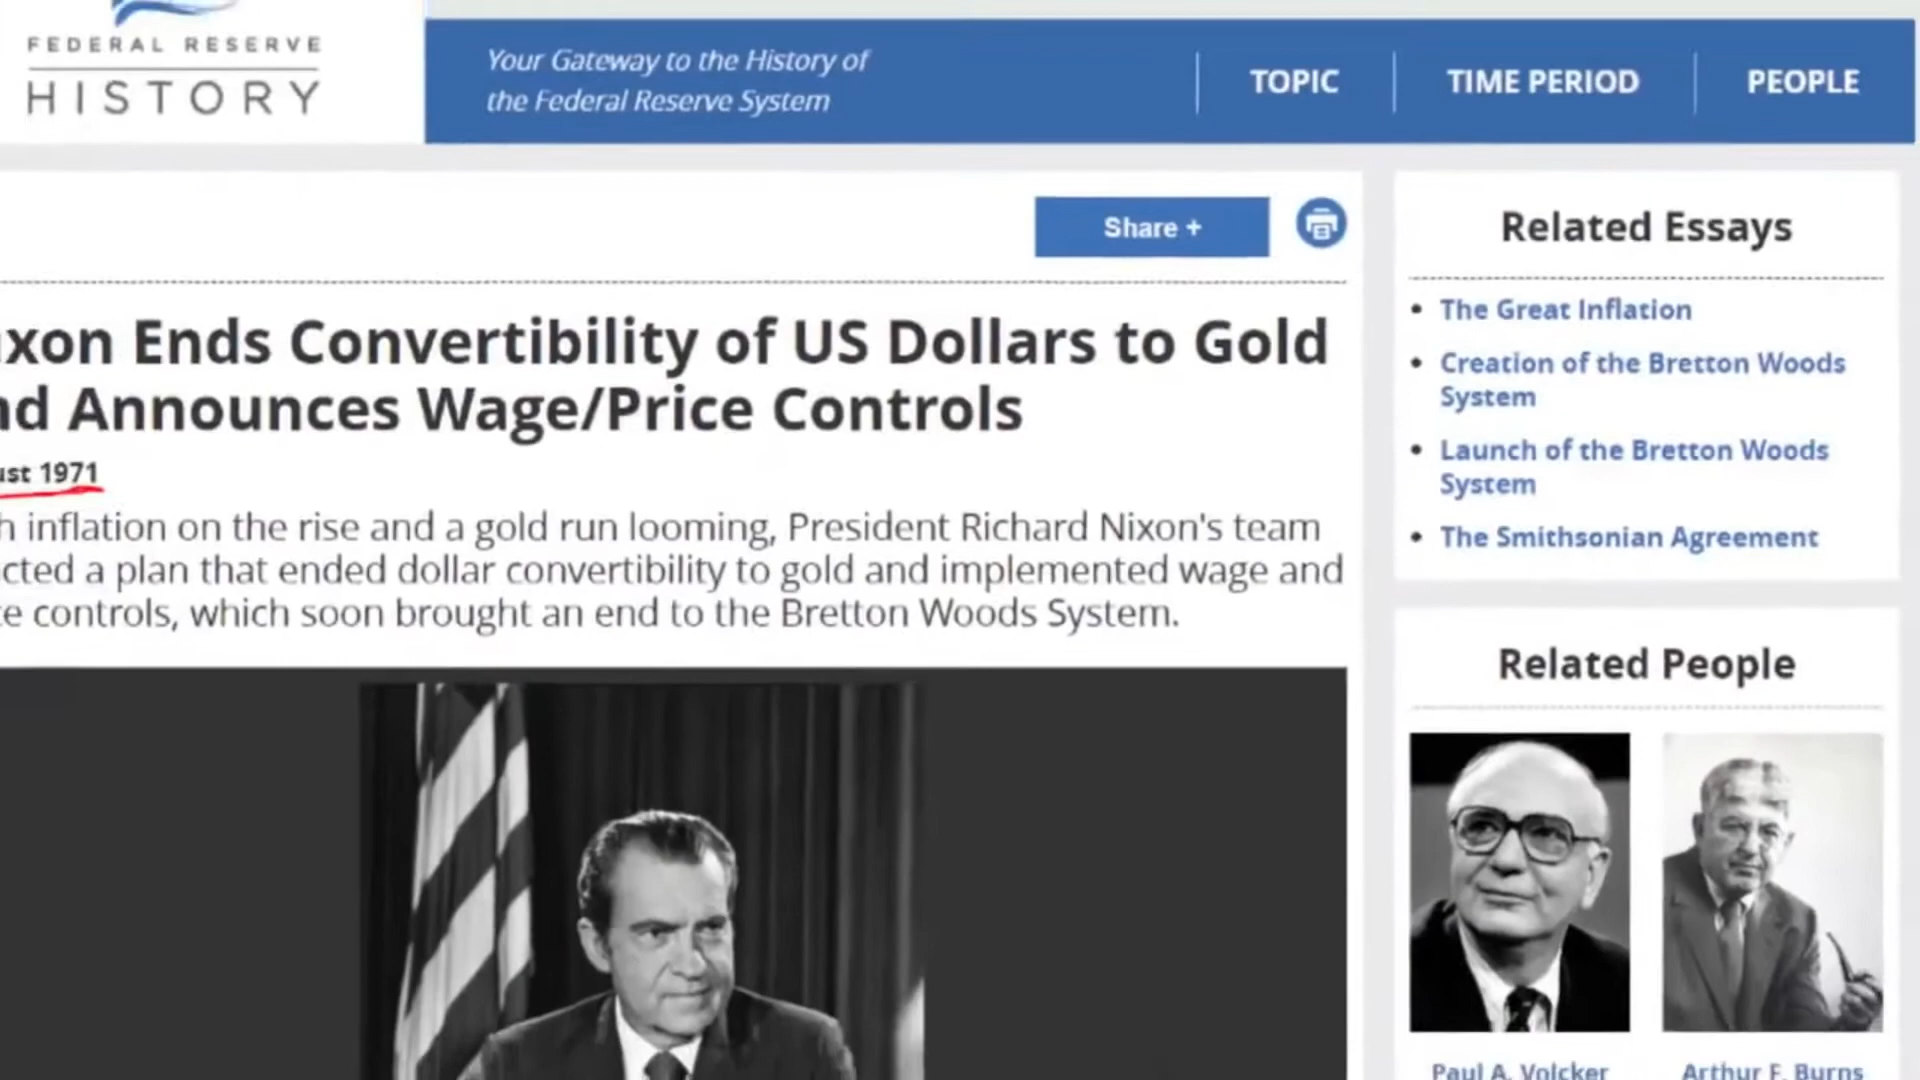 FEDERAL RESERVE
HISTORY
Your Gateway to the History of
the Federal Reserve System
TOPIC
TIME PERIOD
PEOPLE
Share +
ixon Ends Convertibility of US Dollars to Gold
nd Announces Wage/Price Controls
ust 1971
h inflation on the rise and a gold run looming, President Richard Nixon's team
cted a plan that ended dollar convertibility to gold and implemented wage and
e controls, which soon brought an end to the Bretton Woods System.
Related Essays
The Great Inflation
Creation of the Bretton Woods
System
Launch of the Bretton Woods
System
The Smithsonian Agreement
Related People
Paul A. Volcker
Arthur F. Burns